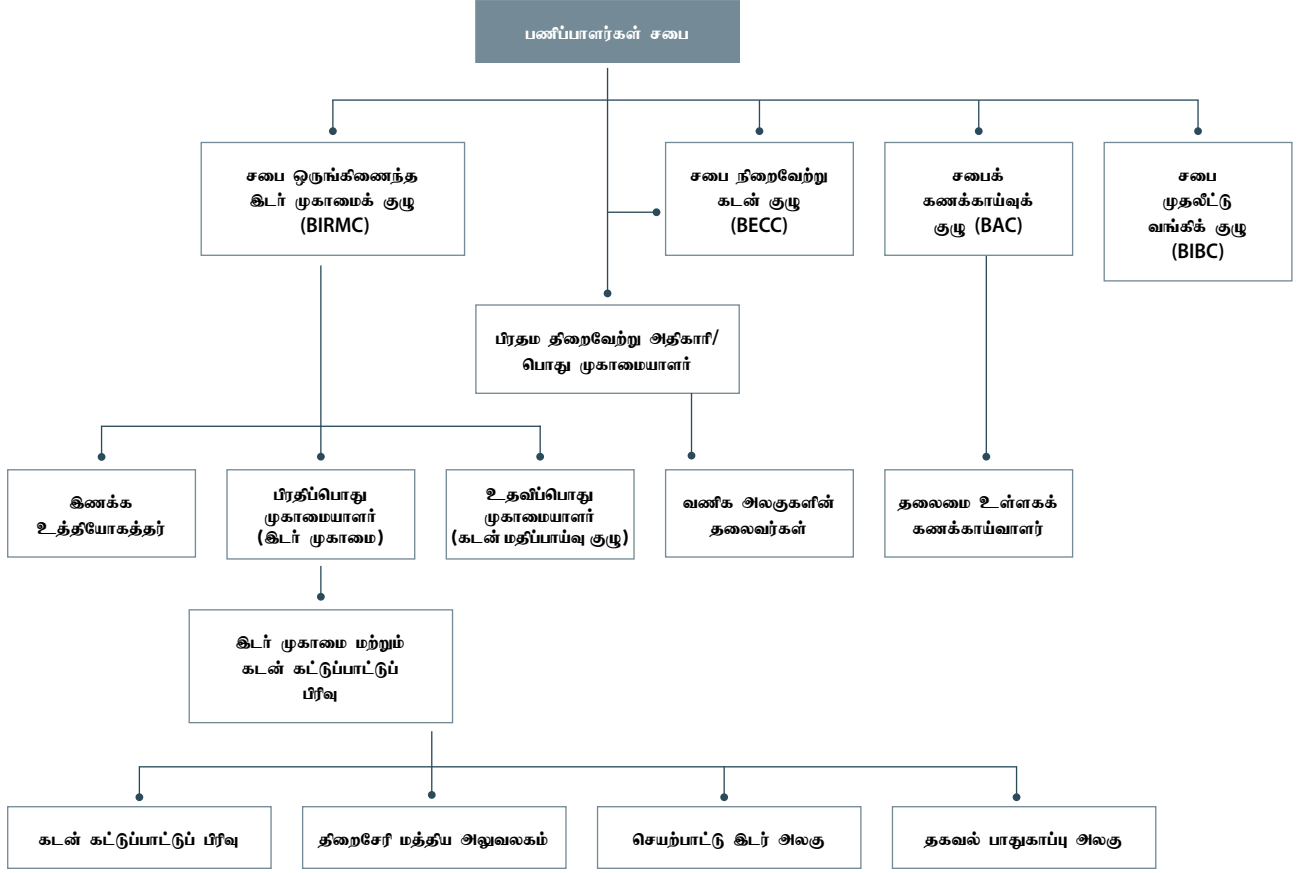 பணிப்பாளர்கள் சபை
சபை ஒருங்கிணைந்த
இடர் முகாமைக் குழு
(BIRMC)
சபை நிறைவேற்று
கடன் குழு
(BECC)
சபைக்
கணக்காய்வுக்
குழு (BAC)
சபை
முதலீட்டு
வங்கிக் குழு
(BIBC)
பிரதம திறைவேற்று அதிகாரி/
பொது முகாமையாளர்
இணக்க
உத்தியோகத்தர்
பிரதிப்பொது
முகாமையாளர்
(இடர் முகாமை)
உதவிப்பொது
முகாமையாளர்
(கடன் மதிப்பாய்வு குழு)
வணிக அலகுகளின்
தலைவர்கள்
தலைமை உள்ளகக்
கணக்காய்வாளர்
இடர் முகாமை மற்றும்
கடன் கட்டுப்பாட்டுப்
பிரிவு
கடன் கட்டுப்பாட்டுப் பிரிவு
திறைசேரி மத்திய அலுவலகம்
செயற்பாட்டு இடர் அலகு
தகவல் பாதுகாப்பு அலகு